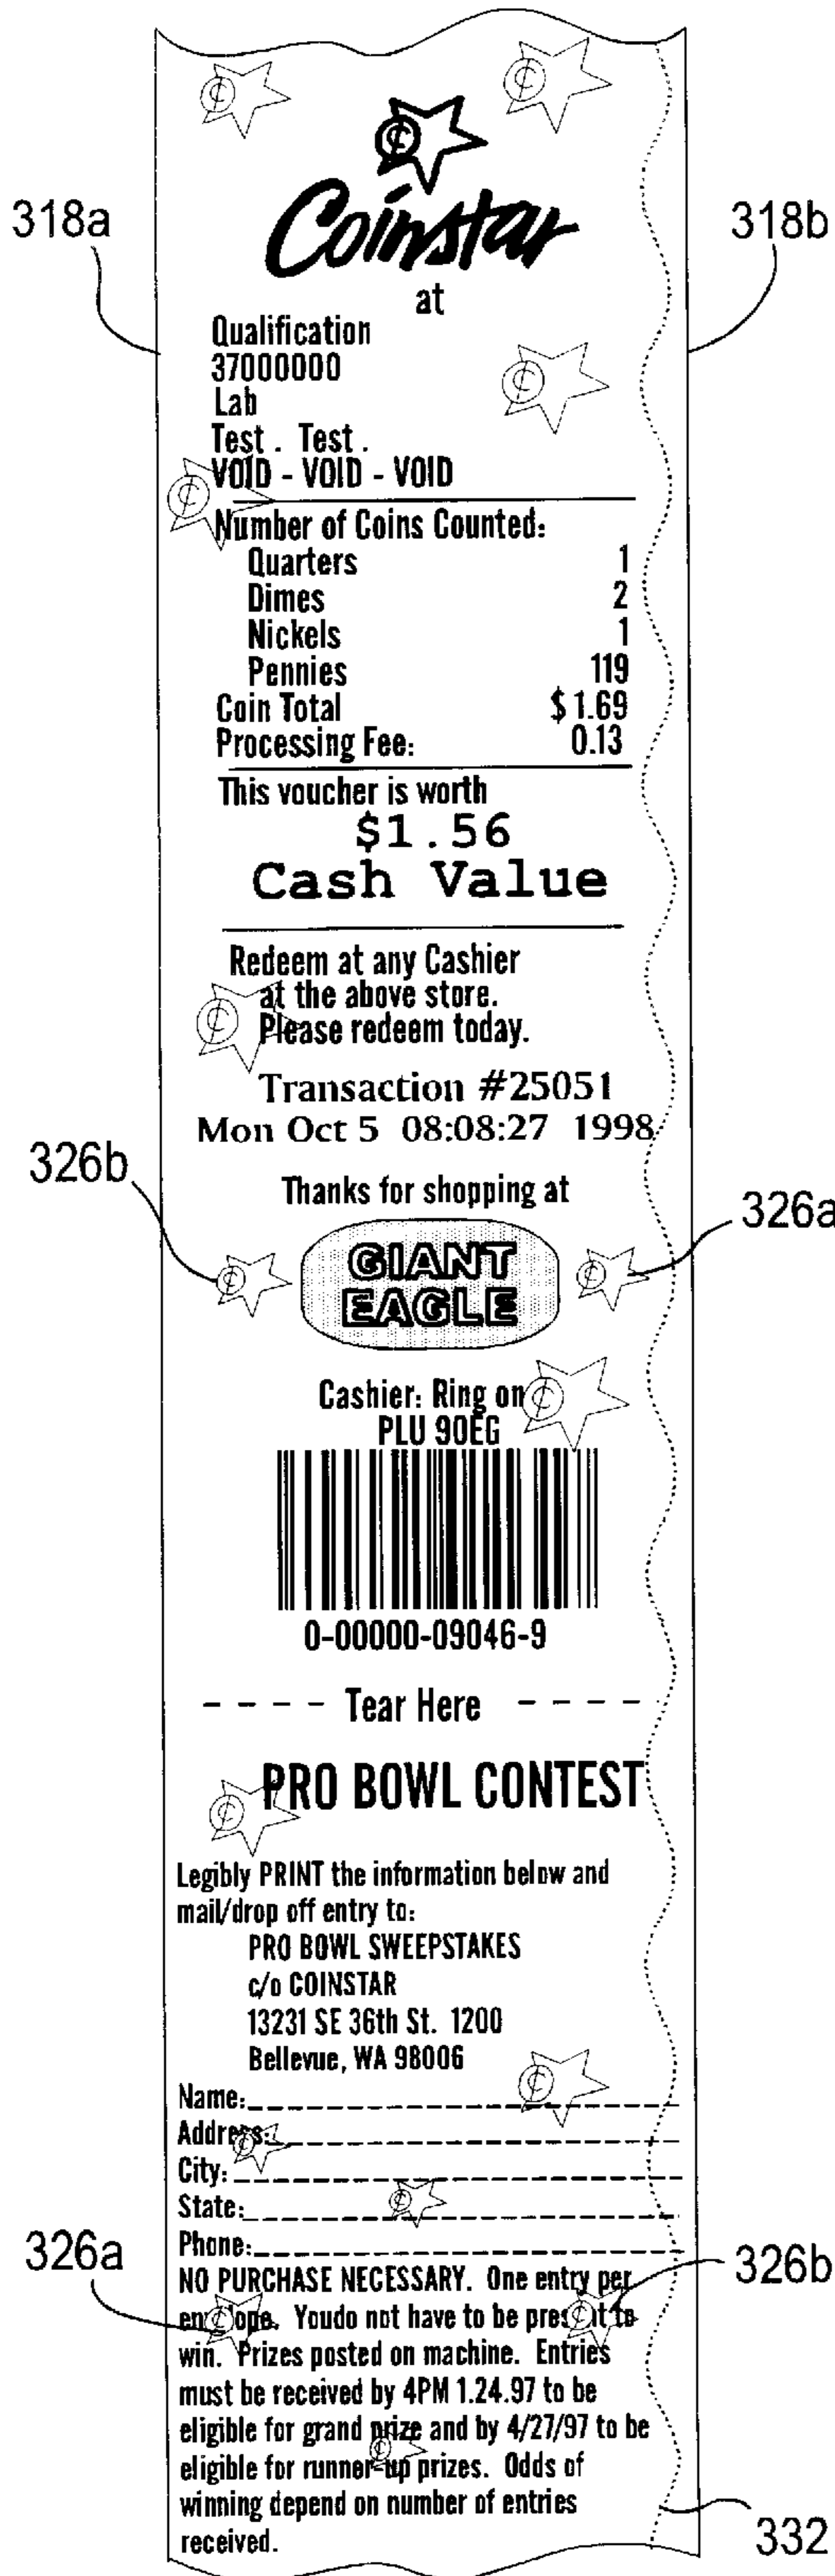 Coinstar
318a
318b
at
Qualification
37000000
Lab
Test . Test .
VOID - VOID - VOID
Number of Coins Counted:
Quarters 1
Dimes 2
Nickels 1
Pennies 119
Coin Total $1.69
Processing Fee: 0.13
This voucher is worth
$1.56
Cash Value
Redeem at any Cashier
at the above store.
Please redeem today.
Transaction #25051
Mon Oct 5 08:08:27 1998
326b
Thanks for shopping at
326a
GIANT
EAGLE
Cashier: Ring on
PLU 90EG
0-00000-09046-9
- - - - Tear Here - - - -
PRO BOWL CONTEST
Legibly PRINT the information below and
mail/drop off entry to:
PRO BOWL SWEEPSTAKES
c/o COINSTAR
13231 SE 36th St. 1200
Bellevue, WA 98006
Name:
Address:
City:
State:
Phone:
326a
326b
NO PURCHASE NECESSARY. One entry per
envelope. Youdo not have to be present to
win. Prizes posted on machine. Entries
must be received by 4PM 1.24.97 to be
eligible for grand prize and by 4/27/97 to be
eligible for runner-up prizes. Odds of
winning depend on number of entries
received.
332